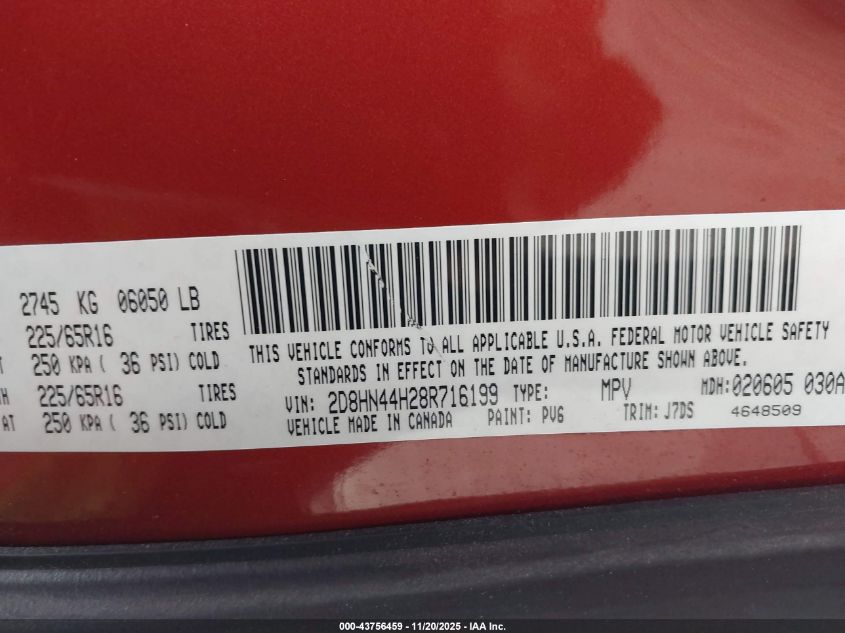 2745 KG 06050 LB
225/65R16 TIRES
250 KPA ( 36 PSI) COLD
225/65R16 TIRES
AT 250 KPA ( 36 PSI) COLD
THIS VEHICLE CONFORMS TO ALL APPLICABLE U.S.A. FEDERAL MOTOR VEHICLE SAFETY
STANDARDS IN EFFECT ON THE DATE OF MANUFACTURE SHOWN ABOVE.
VIN: 2D8HN44H28R716199 TYPE: MPV MDH:020605 030A
VEHICLE MADE IN CANADA PAINT: PV6 TRIM: J7DS 4648509
000-43756459 - 11/20/2025 - IAA Inc.